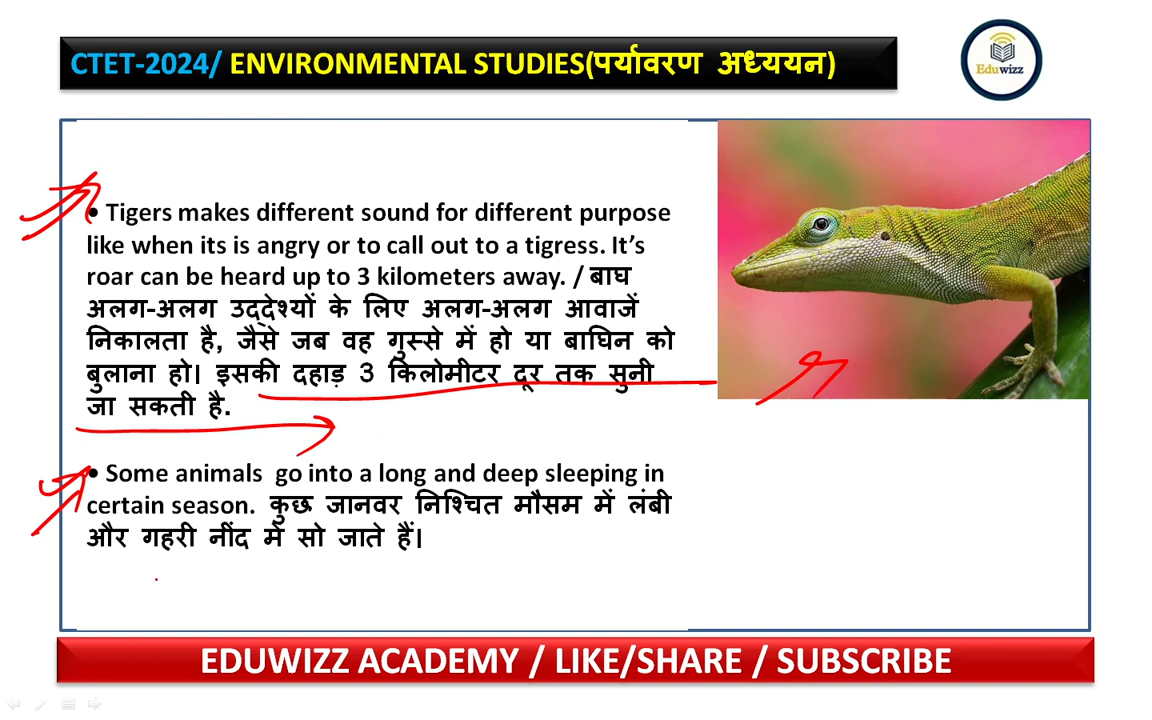 CTET-2024/ ENVIRONMENTAL STUDIES(पर्यावरण अध्ययन)
Eduwizz
• Tigers makes different sound for different purpose
like when its is angry or to call out to a tigress. It’s
roar can be heard up to 3 kilometers away. / बाघ
अलग-अलग उद्देश्यों के लिए अलग-अलग आवाजें
निकालता है, जैसे जब वह गुस्से में हो या बाघिन को
बुलाना हो। इसकी दहाड़ 3 किलोमीटर दूर तक सुनी
जा सकती है.
• Some animals go into a long and deep sleeping in
certain season. कुछ जानवर निश्चित मौसम में लंबी
और गहरी नींद में सो जाते हैं।
EDUWIZZ ACADEMY / LIKE/SHARE / SUBSCRIBE